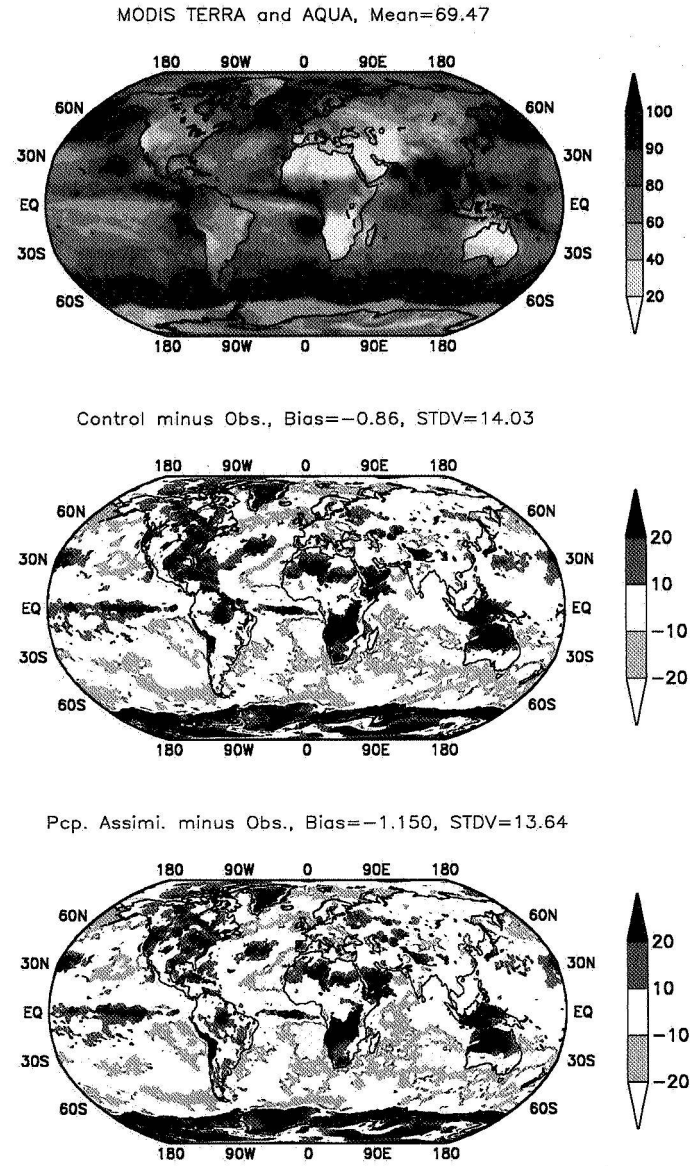 MODIS TERRA and AQUA, Mean=69.47
180 90W 0 90E 180
60N 60N
30N 30N
EQ EQ
30S 30S
60S 60S
180 90W 0 90E 180
100
90
80
60
40
20
Control minus Obs., Bias=-0.86, STDV=14.03
180 90W 0 90E 180
60N 60N
30N 30N
EQ EQ
30S 30S
60S 60S
180 90W 0 90E 180
20
10
-10
-20
Pcp. Assimi. minus Obs., Bias=-1.150, STDV=13.64
180 90W 0 90E 180
60N 60N
30N 30N
EQ EQ
30S 30S
60S 60S
180 90W 0 90E 180
20
10
-10
-20